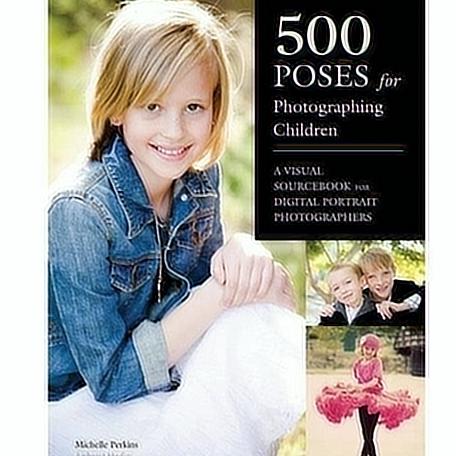 500
POSES for
Photographing
Children
A VISUAL
SOURCEBOOK FOR
DIGITAL PORTRAIT
PHOTOGRAPHERS
Michelle Perkins